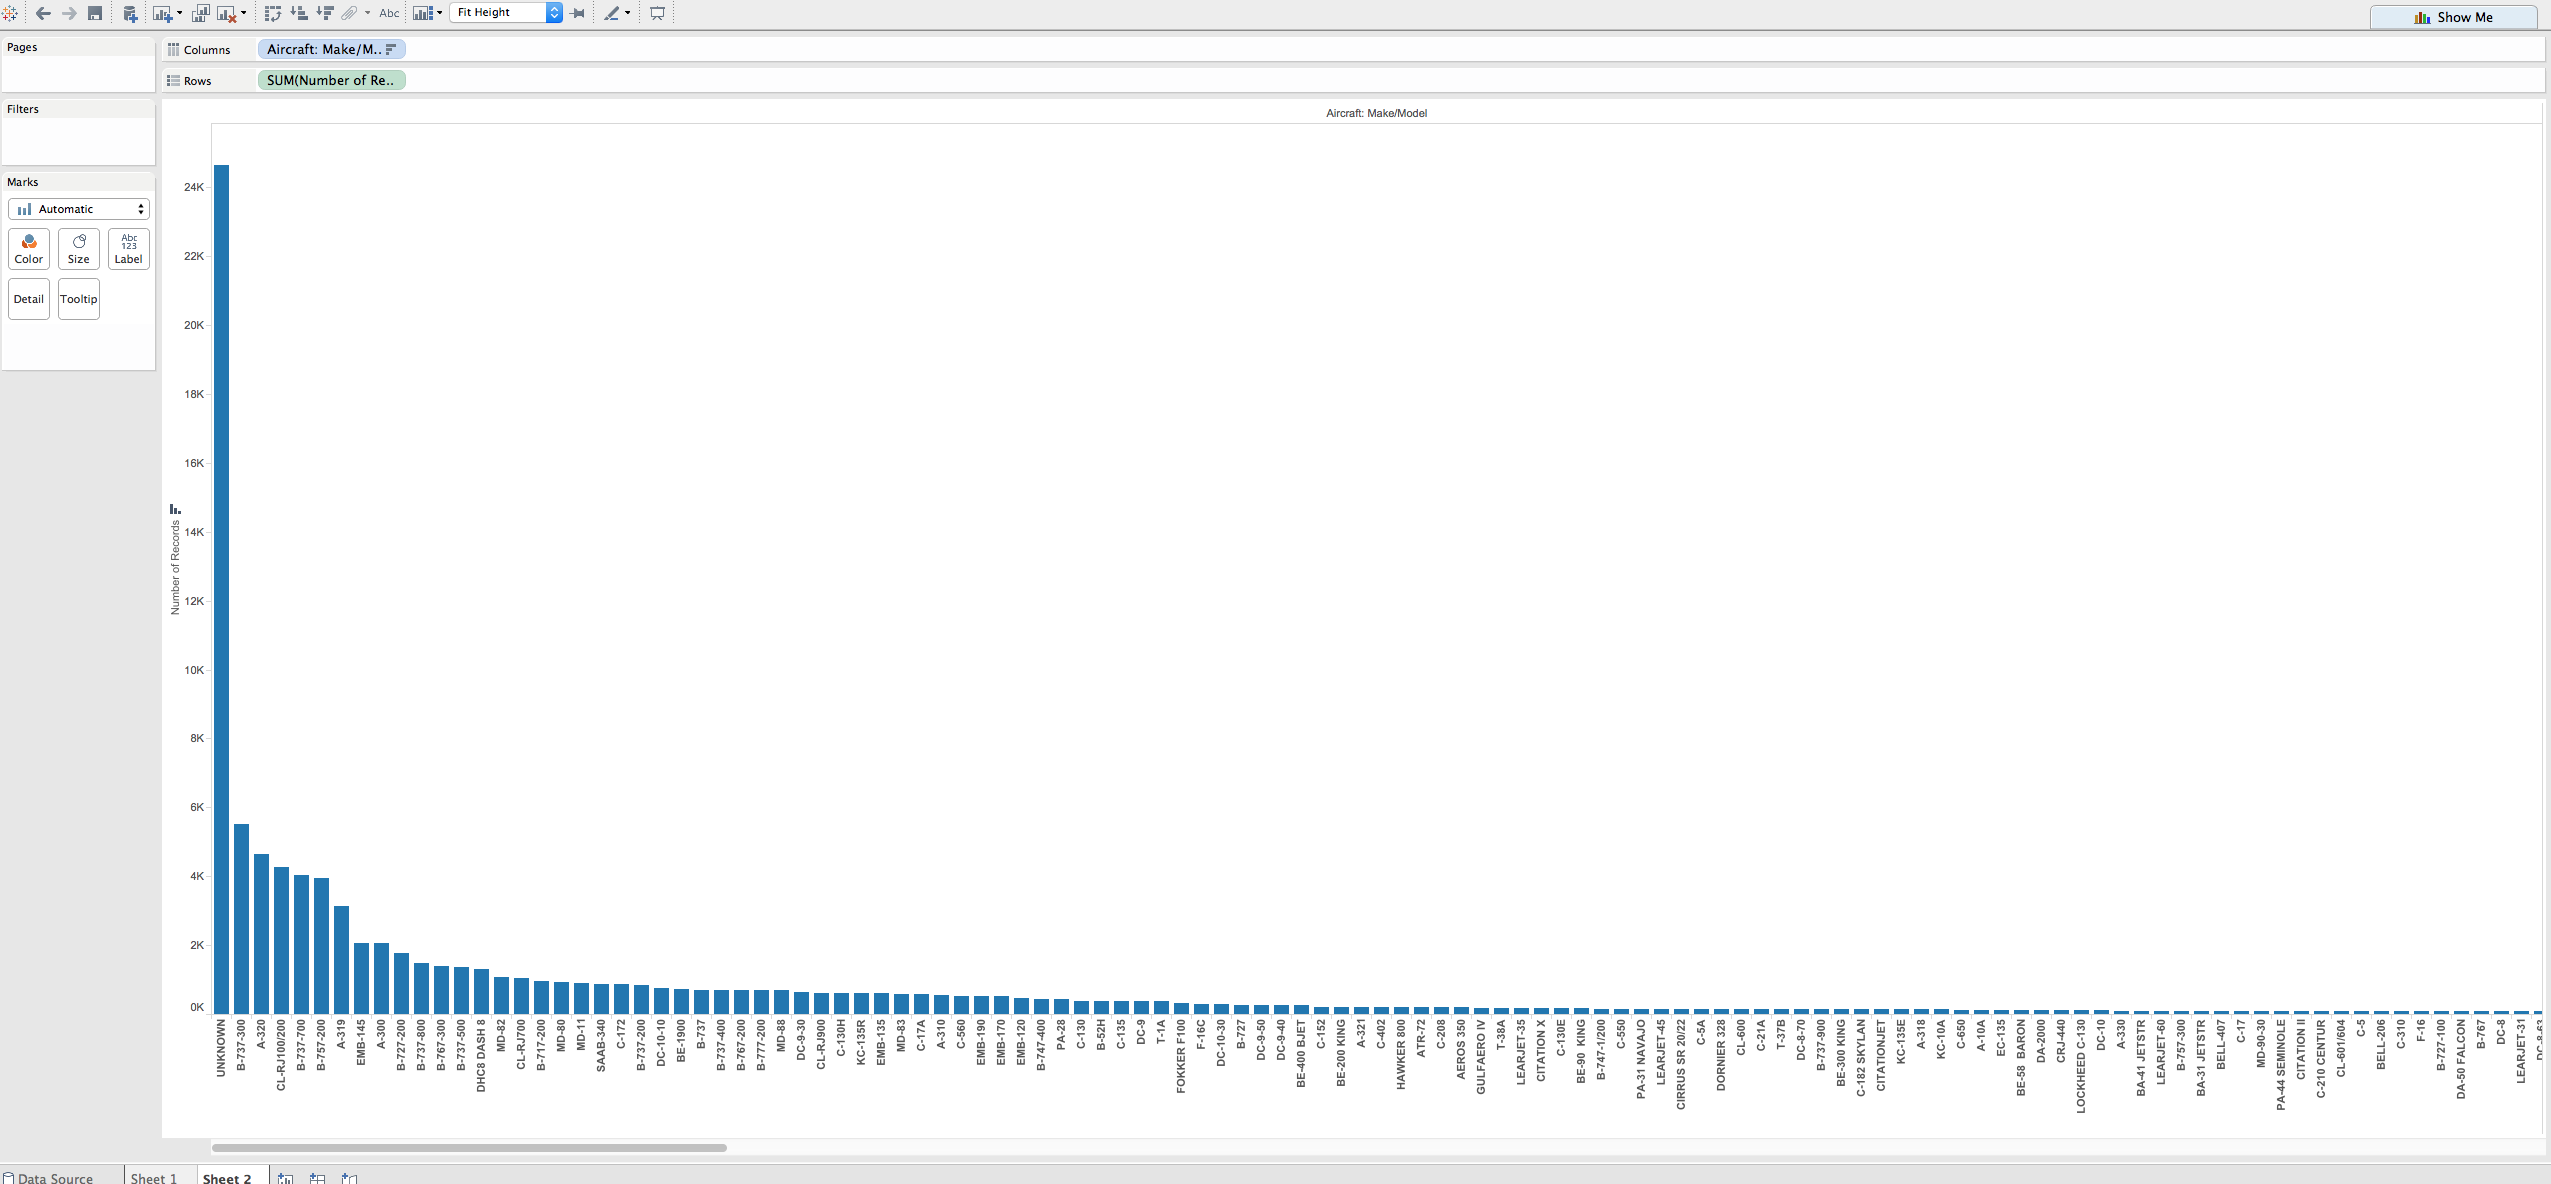 Abc
Fit Height
Show Me
Pages
Columns
Aircraft: Make/M..
Rows
SUM(Number of Re..
Filters
Marks
Automatic
Color
Size
Abc
123
Label
Detail
Tooltip
Aircraft: Make/Model
Number of Records
24K
22K
20K
18K
16K
14K
12K
10K
8K
6K
4K
2K
0K
UNKNOWN
B-737-300
A-320
CL-RJ100/200
B-737-700
B-757-200
A-319
EMB-145
A-300
B-727-200
B-737-800
B-767-300
B-737-500
DHC8 DASH 8
MD-82
CL-RJ700
B-717-200
MD-80
MD-11
SAAB-340
C-172
B-737-200
DC-10-10
BE-1900
B-737
B-737-400
B-767-200
B-777-200
MD-88
DC-9-30
CL-RJ900
C-130H
KC-135R
EMB-135
MD-83
C-17A
A-310
C-560
EMB-190
EMB-170
EMB-120
B-747-400
PA-28
C-130
B-52H
C-135
DC-9
T-1A
FOKKER F100
F-16C
DC-10-30
B-727
DC-9-50
DC-9-40
BE-400 BJET
C-152
BE-200 KING
A-321
C-402
HAWKER 800
ATR-72
C-208
AEROS 350
GULFAERO IV
T-38A
LEARJET-35
CITATION X
C-130E
BE-90 KING
B-747-1/200
C-550
PA-31 NAVAJO
LEARJET-45
CIRRUS SR 20/22
C-5A
DORNIER 328
CL-600
C-21A
T-37B
DC-8-70
B-737-900
BE-300 KING
C-182 SKYLAN
CITATIONJET
KC-135E
A-318
KC-10A
C-650
A-10A
EC-135
BE-58 BARON
DA-2000
CRJ-440
LOCKHEED C-130
DC-10
A-330
BA-41 JETSTR
LEARJET-60
B-757-300
BA-31 JETSTR
BELL-407
C-17
MD-90-30
PA-44 SEMINOLE
CITATION II
C-210 CENTUR
CL-601/604
C-5
BELL-206
C-310
F-16
B-727-100
DA-50 FALCON
B-767
DC-8
LEARJET-31
Data Source
Sheet 1
Sheet 2